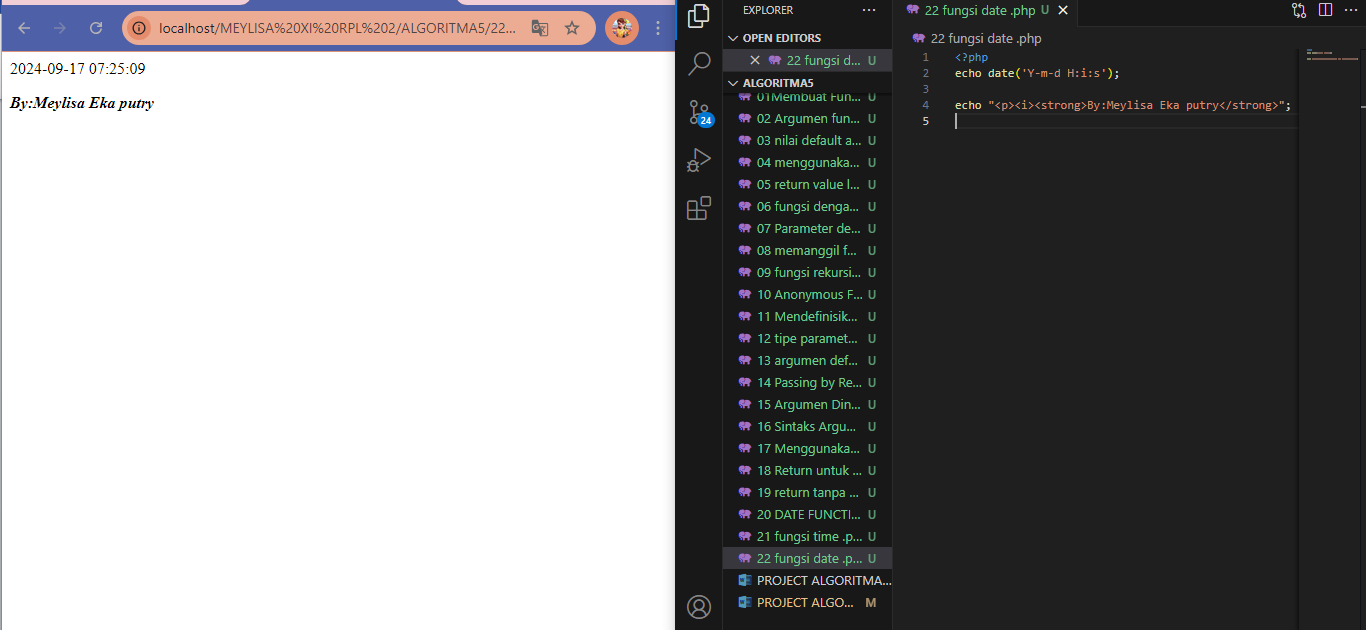 localhost/MEYLISA%20XI%20RPL%202/ALGORITMA5/22...
2024-09-17 07:25:09
By:Meylisa Eka putry
24
EXPLORER
OPEN EDITORS
22 fungsi d... U
ALGORITMA5
01Membuat Fun... U
02 Argumen fun... U
03 nilai default a... U
04 menggunaka... U
05 return value l... U
06 fungsi denga... U
07 Parameter de... U
08 memanggil f... U
09 fungsi rekursi... U
10 Anonymous F... U
11 Mendefinisik... U
12 tipe paramet... U
13 argumen def... U
14 Passing by Re... U
15 Argumen Din... U
16 Sintaks Argu... U
17 Menggunaka... U
18 Return untuk ... U
19 return tanpa ... U
20 DATE FUNCTI... U
21 fungsi time .p... U
22 fungsi date .p... U
PROJECT ALGORITMA...
PROJECT ALGO... M
22 fungsi date .php U
22 fungsi date .php
1 <?php
2 echo date('Y-m-d H:i:s');
3
4 echo "<p><i><strong>By:Meylisa Eka putry</strong>";
5